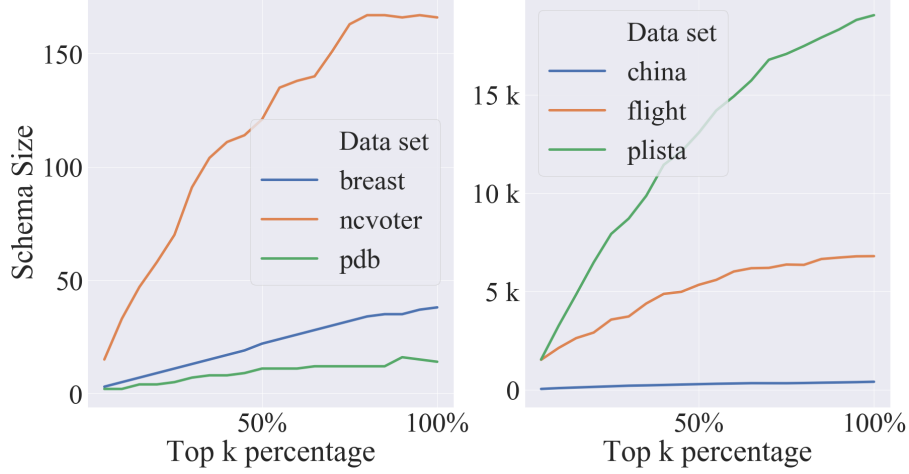 Schema Size
150
100
50
0
Data set
breast
ncvoter
pdb
50%
100%
Top k percentage
15 k
10 k
5 k
0
Data set
china
flight
plista
50%
100%
Top k percentage